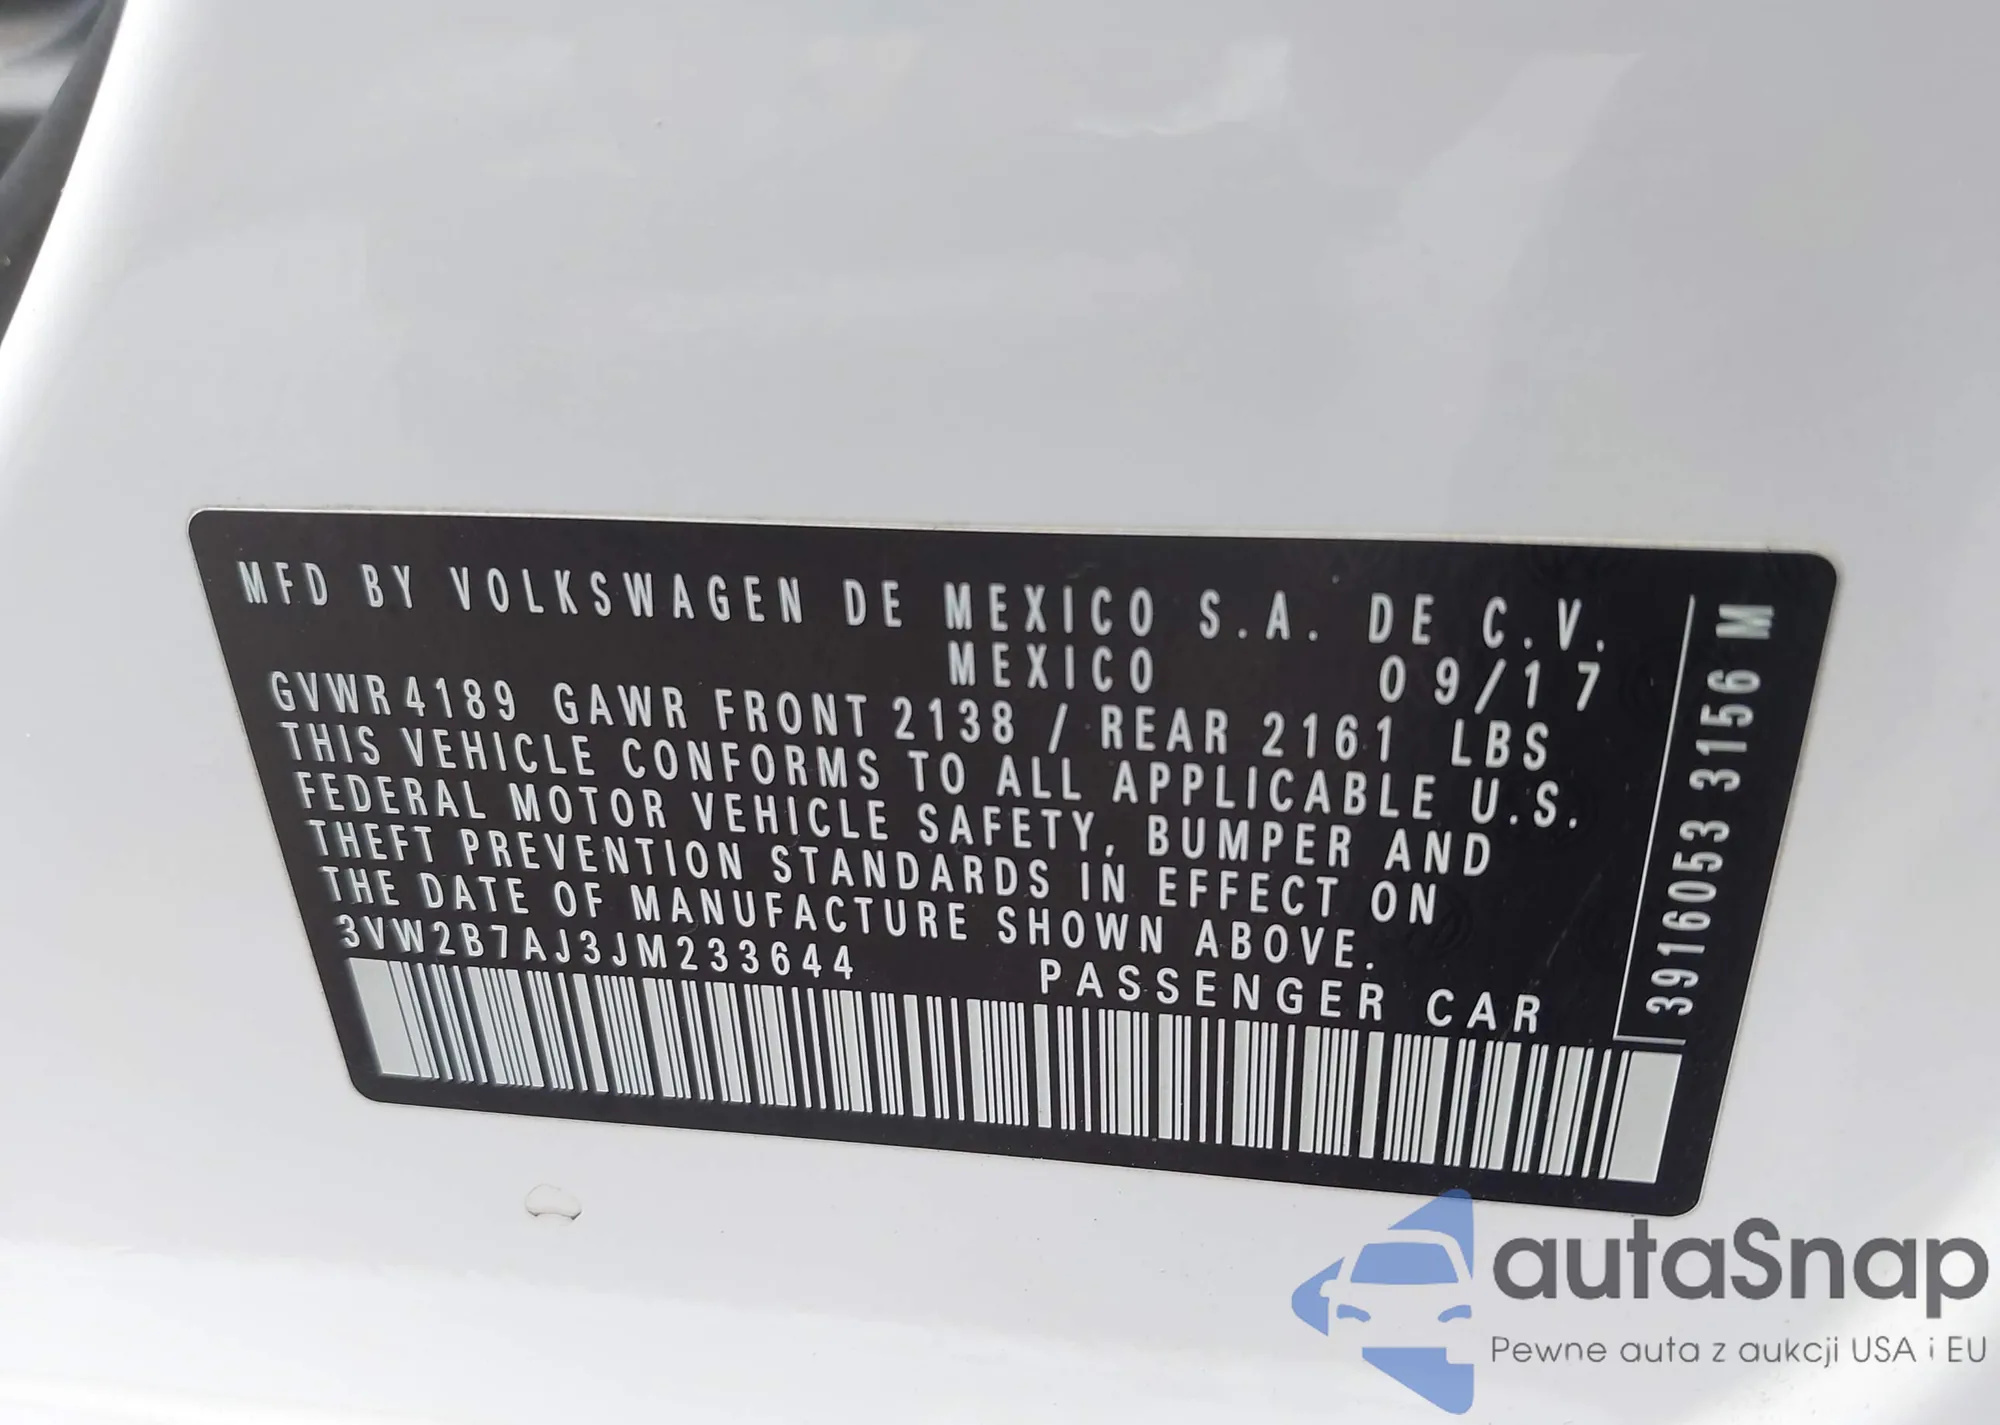 MFD BY VOLKSWAGEN DE MEXICO S.A. DE C.V.
MEXICO 09/17
GVWR 4189 GAWR FRONT 2138 / REAR 2161 LBS
THIS VEHICLE CONFORMS TO ALL APPLICABLE U.S.
FEDERAL MOTOR VEHICLE SAFETY, BUMPER AND
THEFT PREVENTION STANDARDS IN EFFECT ON
THE DATE OF MANUFACTURE SHOWN ABOVE.
3VW2B7AJ3JM233644 PASSENGER CAR
3916053 3156 M
autaSnap
Pewne auta z aukcji USA i EU